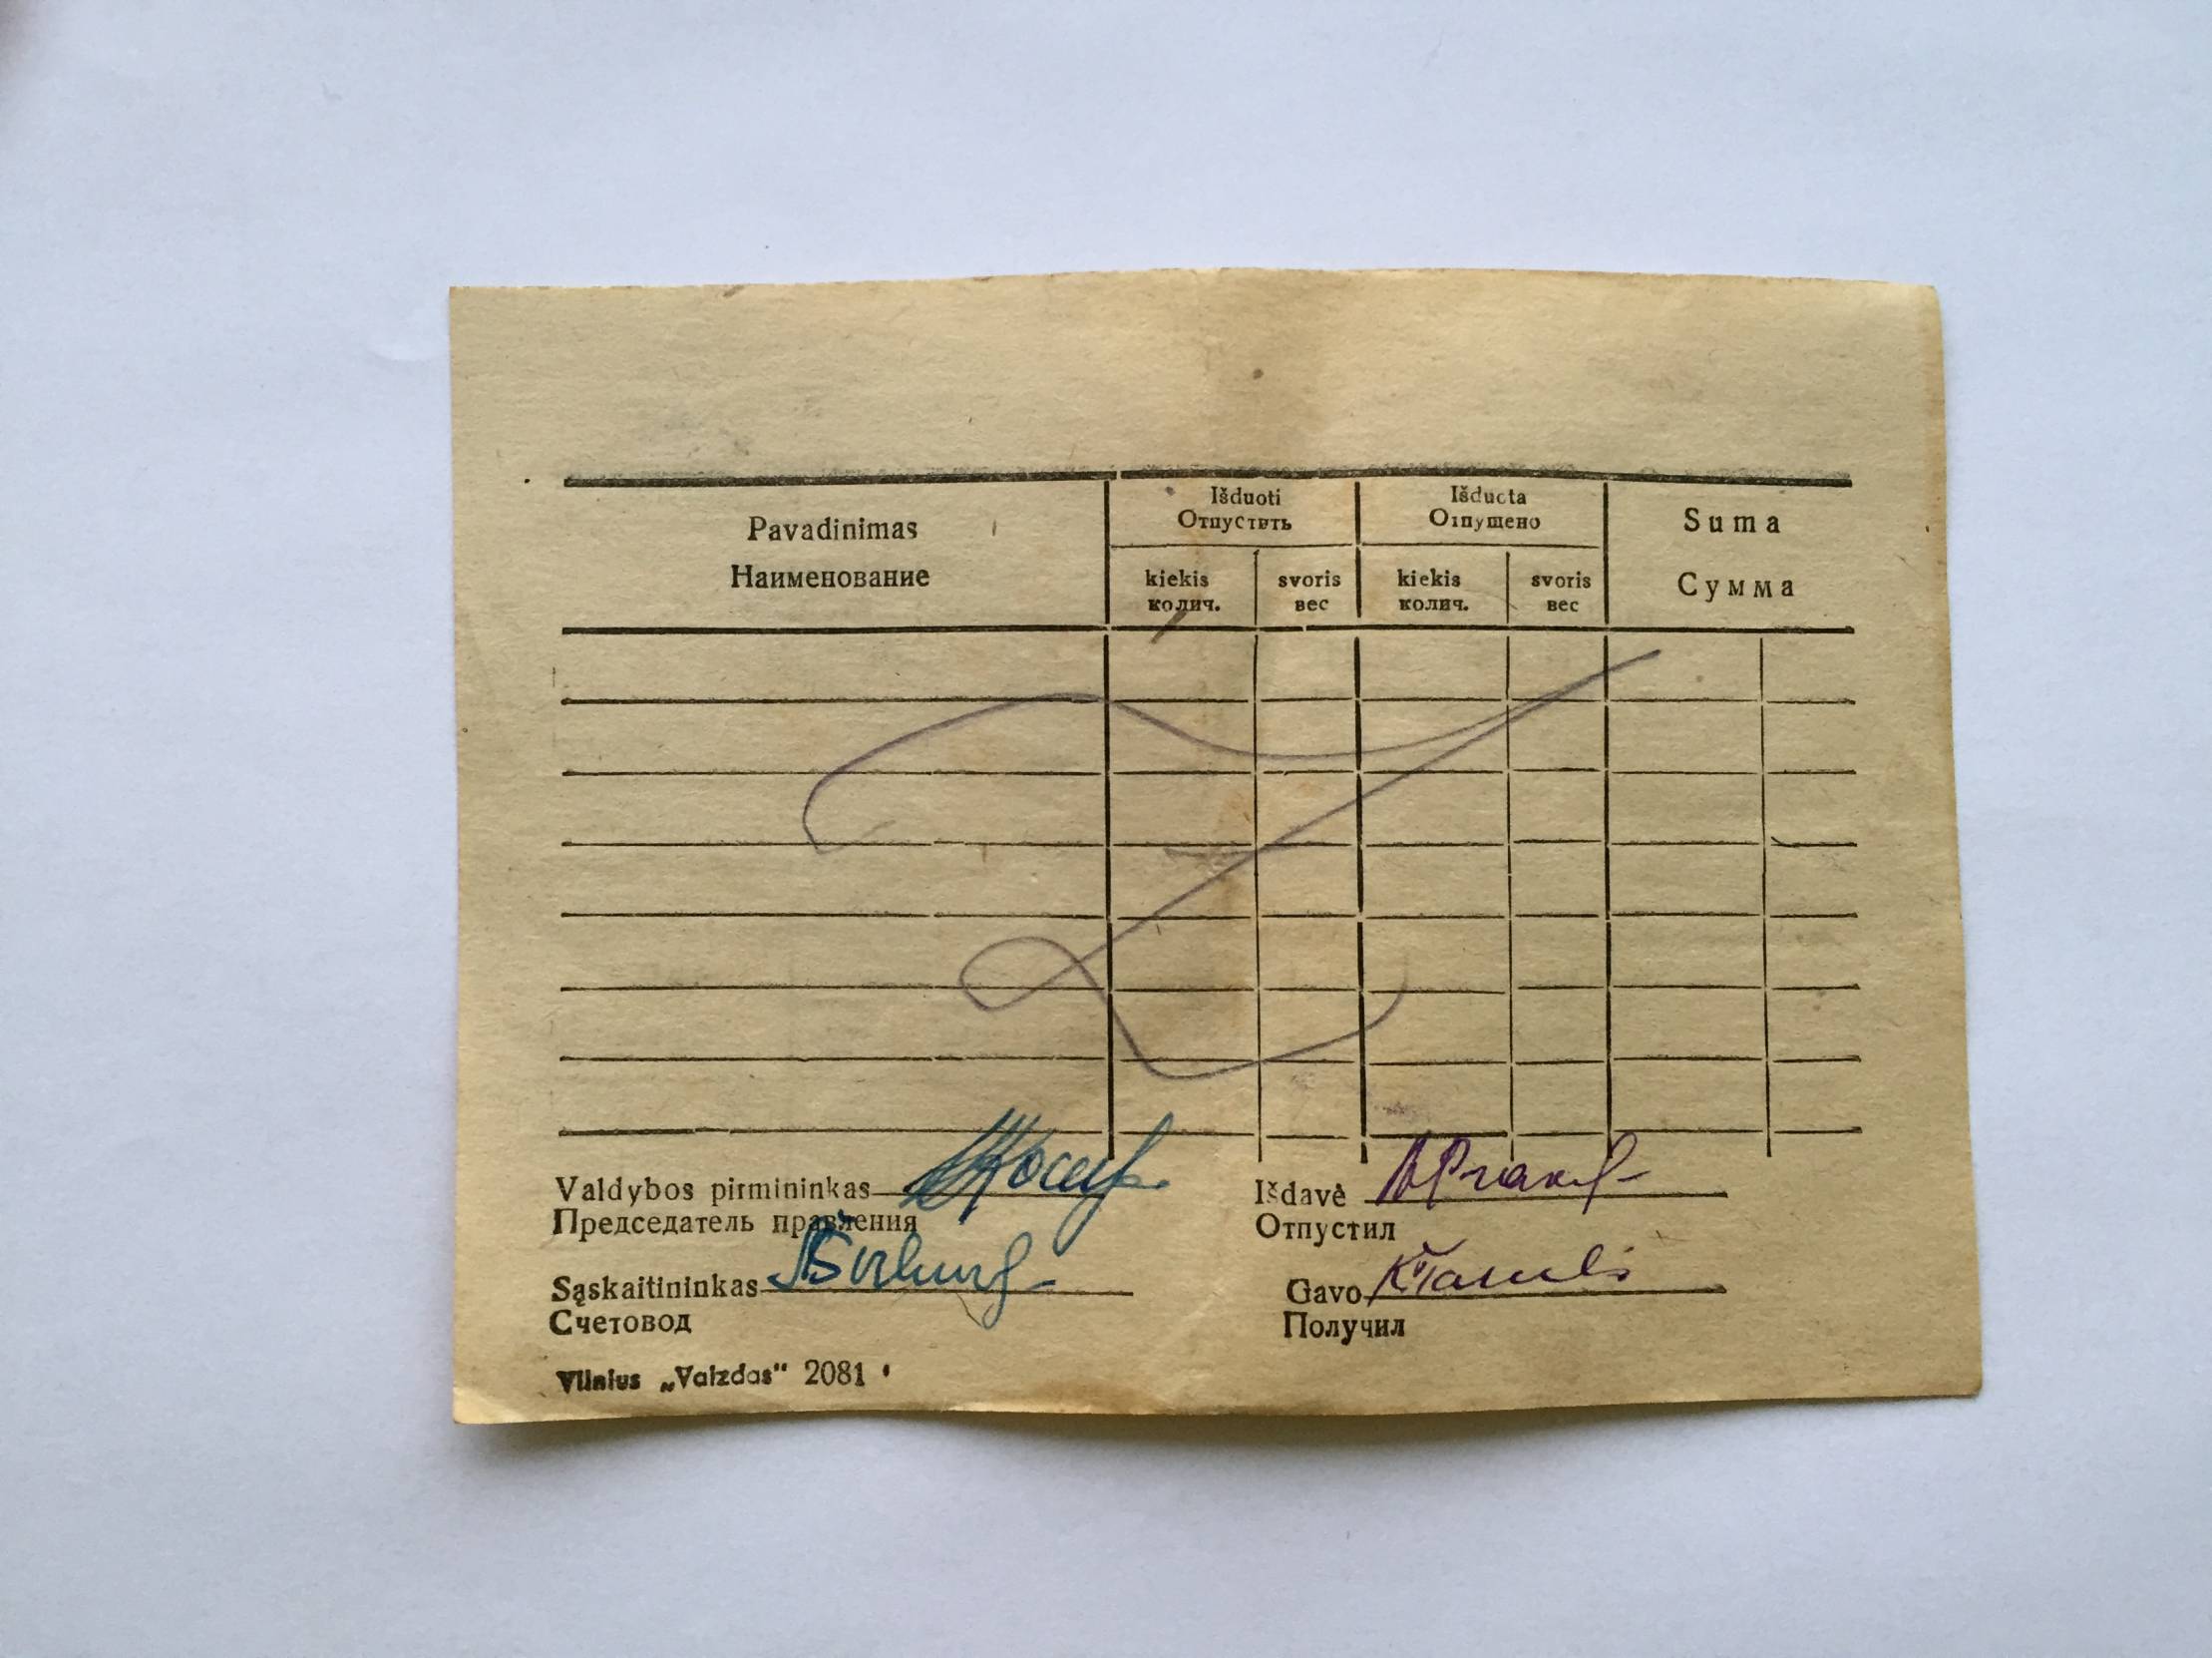 Pavadinimas
Наименование
Išduoti
Отпустить
Išducta
Отпушено
Suma
Сумма
kiekis
колич.
svoris
вес
kiekis
колич.
svoris
вес
Valdybos pirmininkas
Председатель правления
Išdavė
Отпустил
Sąskaitininkas
Счетовод
Gavo
Получил
Vilnius „Vaizdas" 2081